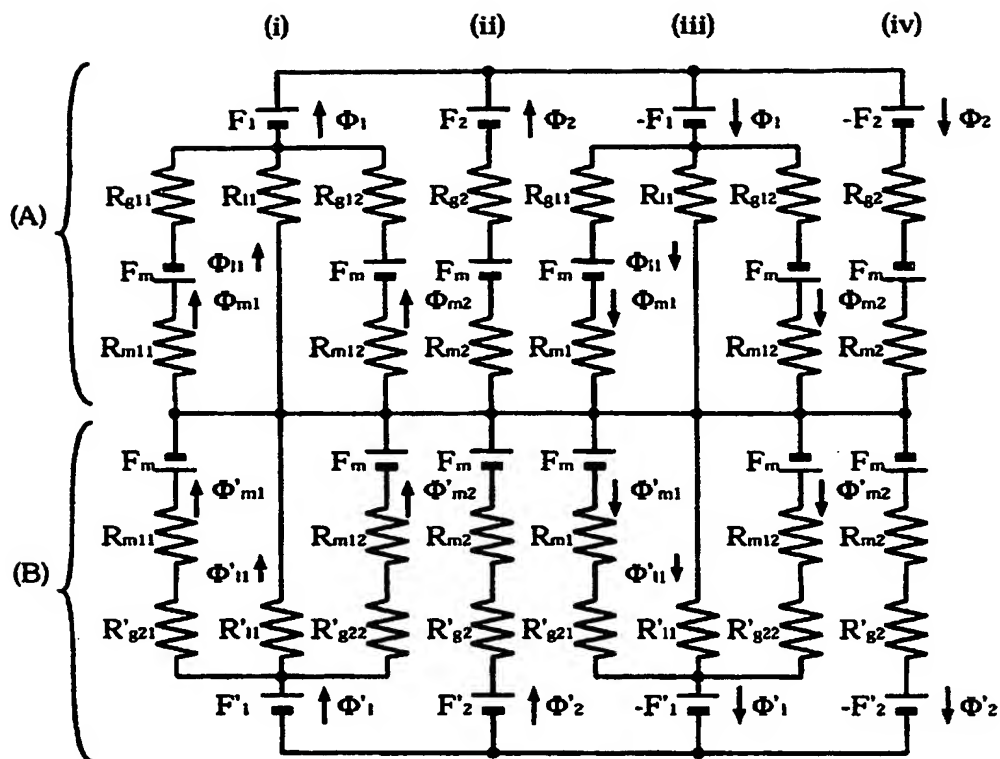 (i) (ii) (iii) (iv)
F1 Φ1 F2 Φ2 -F1 Φ1 -F2 Φ2
Rg11 Rl1 Rg12 Rg2 Rg11 Rl1 Rg12 Rg2
(A)
Fm Φl1 Fm Fm Fm Φl1 Fm Fm
Φm1 Φm2 Φm1 Φm2
Rm11 Rm12 Rm2 Rm1 Rm12 Rm2
Fm Fm Fm Fm Fm Fm
Φ'm1 Φ'm2 Φ'm1 Φ'm2
Rm11 Rm12 Rm2 Rm1 Rm12 Rm2
(B)
Φ'l1 Φ'l1
R'g21 R'l1 R'g22 R'g2 R'g21 R'l1 R'g22 R'g2
F'1 Φ'1 F'2 Φ'2 -F'1 Φ'1 -F'2 Φ'2